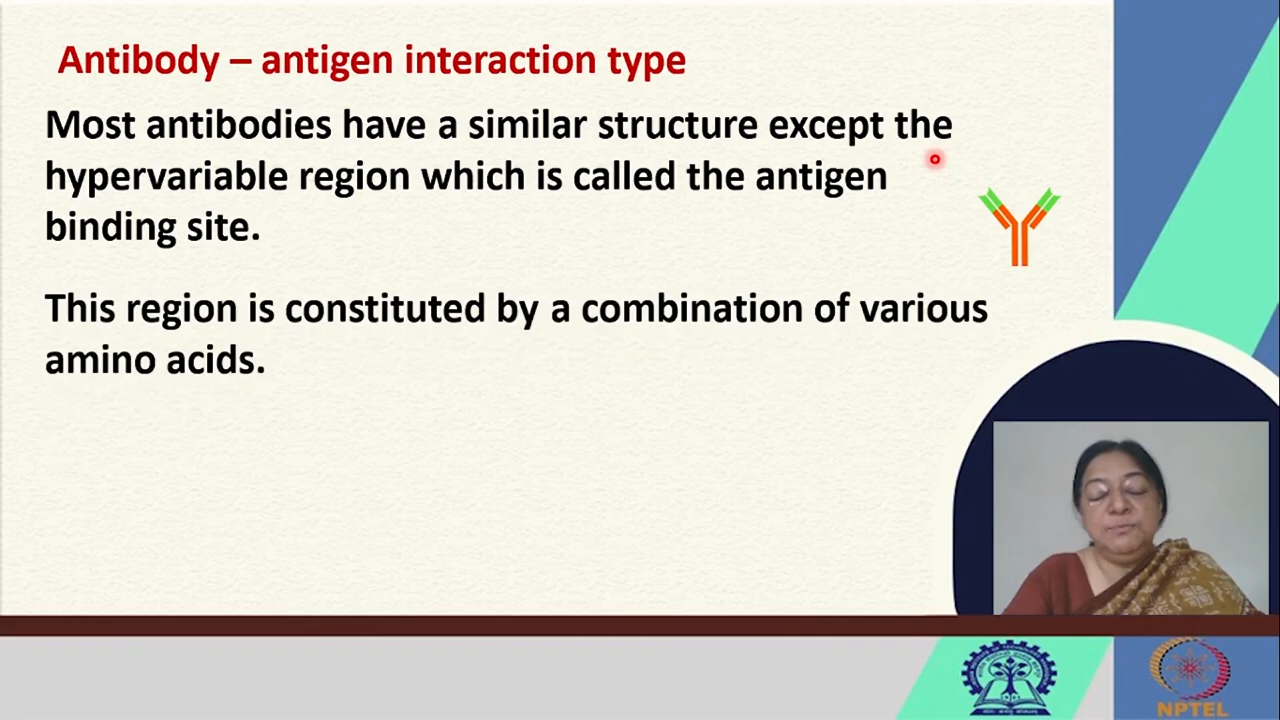 Antibody – antigen interaction type
Most antibodies have a similar structure except the
hypervariable region which is called the antigen
binding site.
This region is constituted by a combination of various
amino acids.
NPTEL